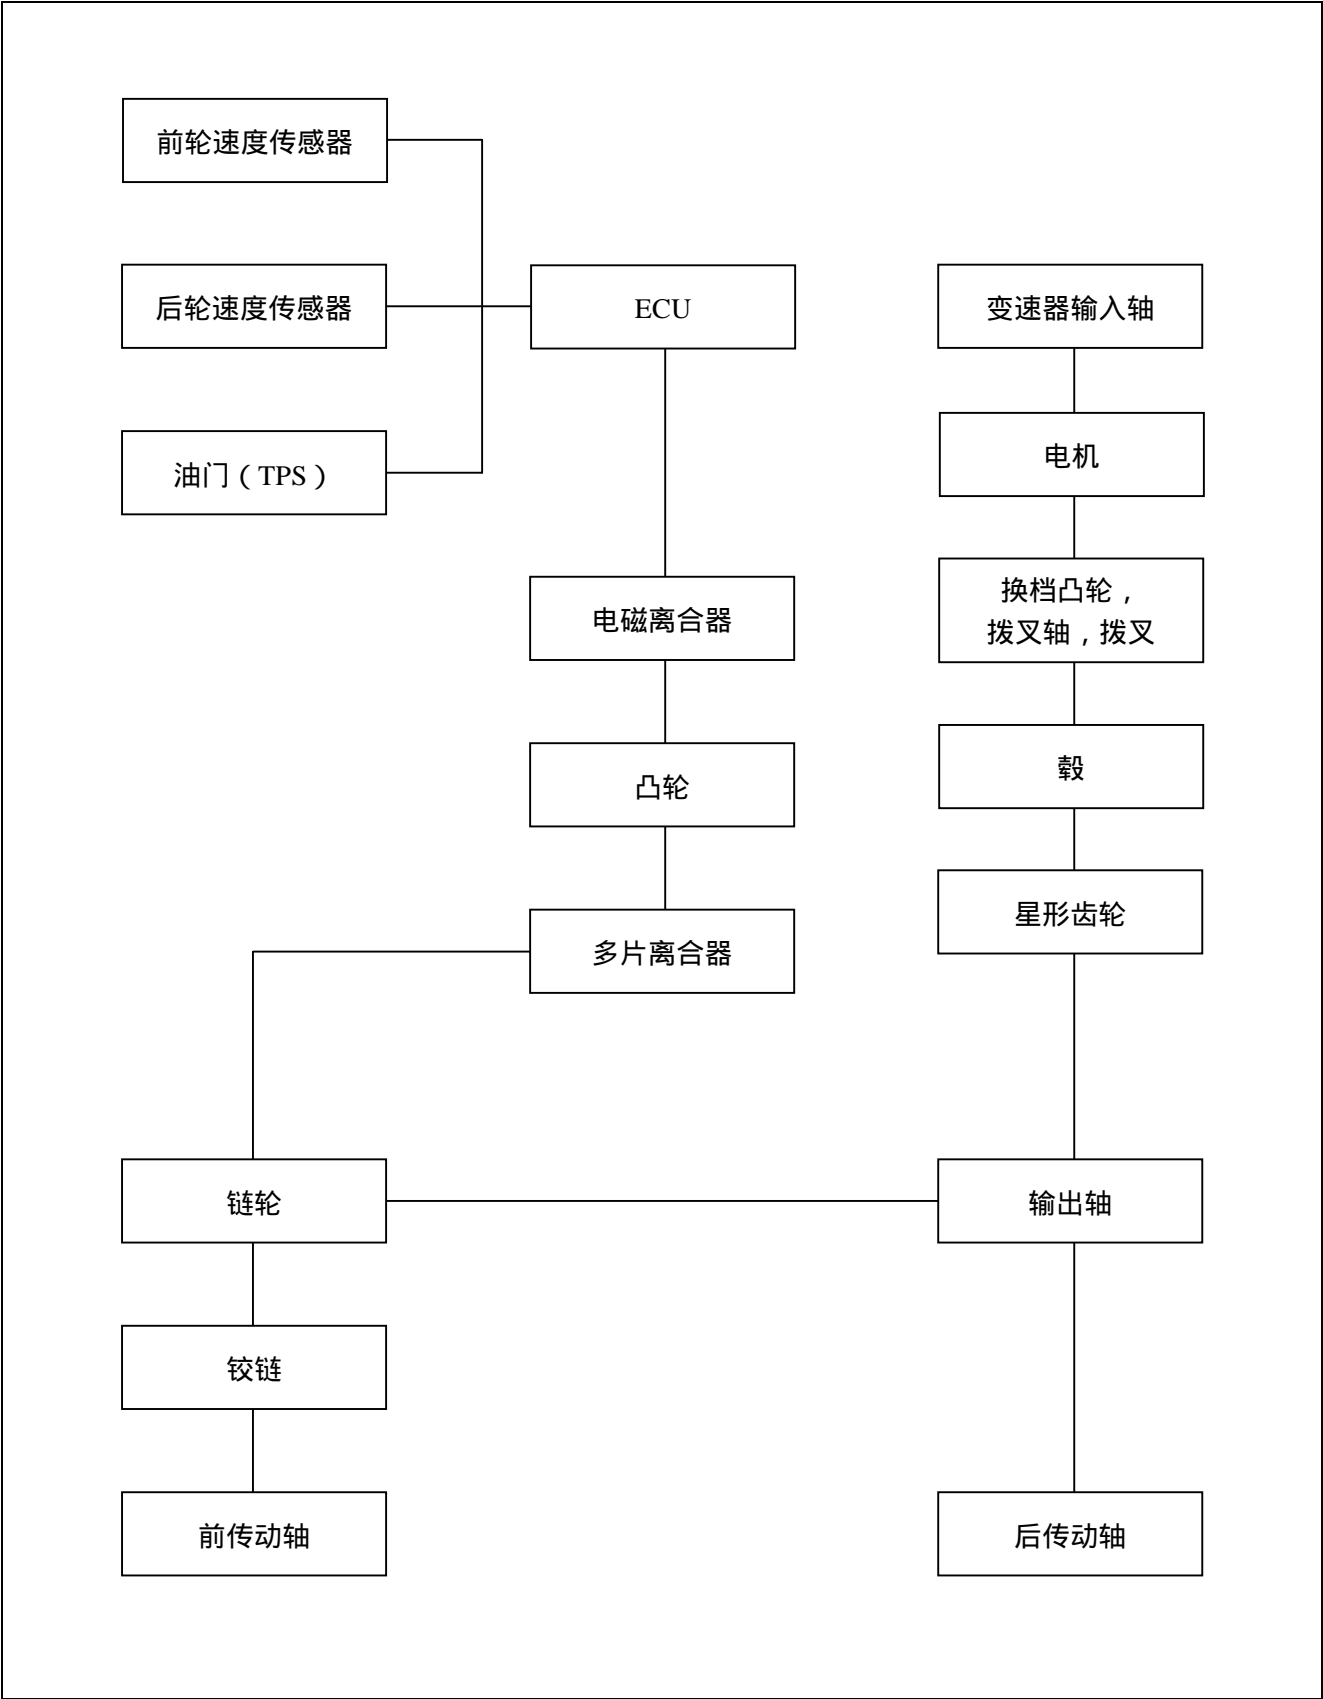 前轮速度传感器
后轮速度传感器
ECU
变速器输入轴
油门（TPS）
电机
换档凸轮，
拨叉轴，拨叉
电磁离合器
凸轮
毂
星形齿轮
多片离合器
链轮
输出轴
铰链
前传动轴
后传动轴